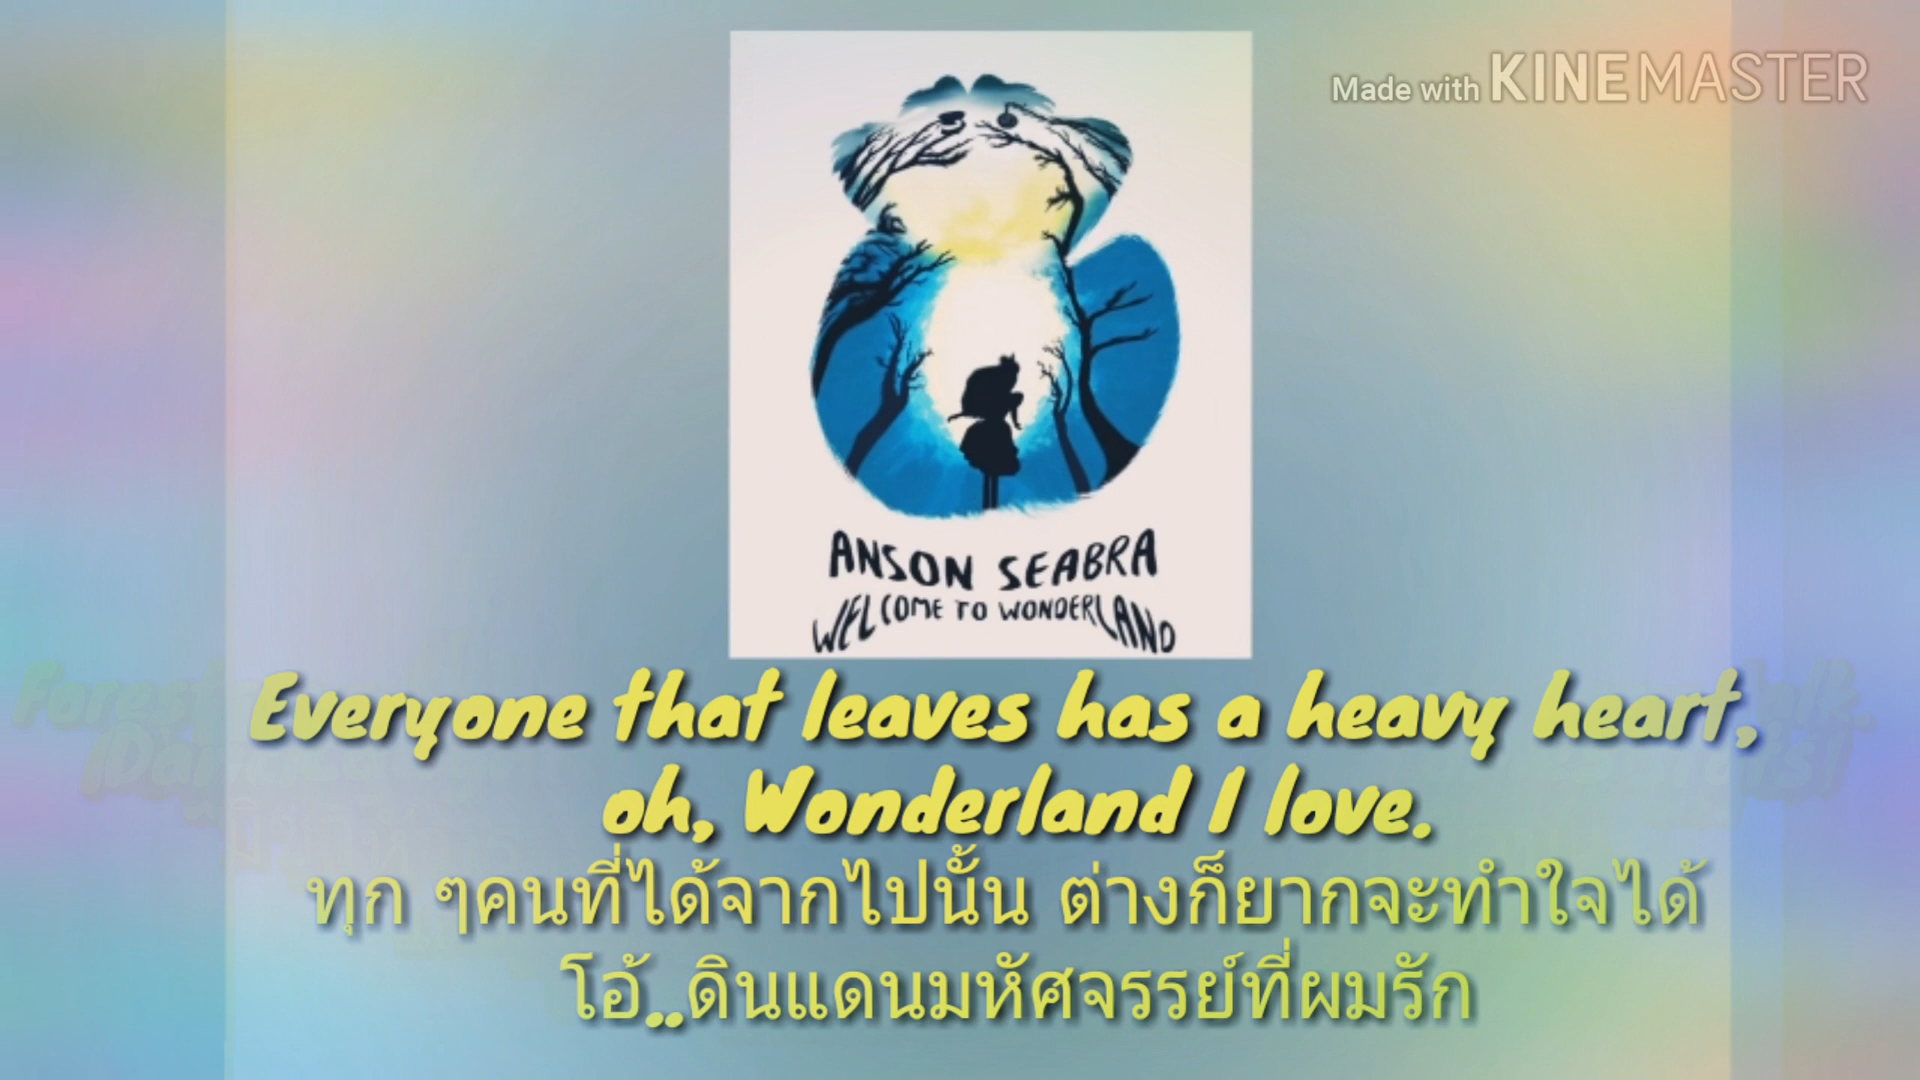 Made with KINEMASTER
ANSON SEABRA
WELCOME TO WONDERLAND
Everyone that leaves has a heavy heart,
oh, Wonderland I love.
ทุก ๆคนที่ได้จากไปนั้น ต่างก็ยากจะทำใจได้
โอ้..ดินแดนมหัศจรรย์ที่ผมรัก